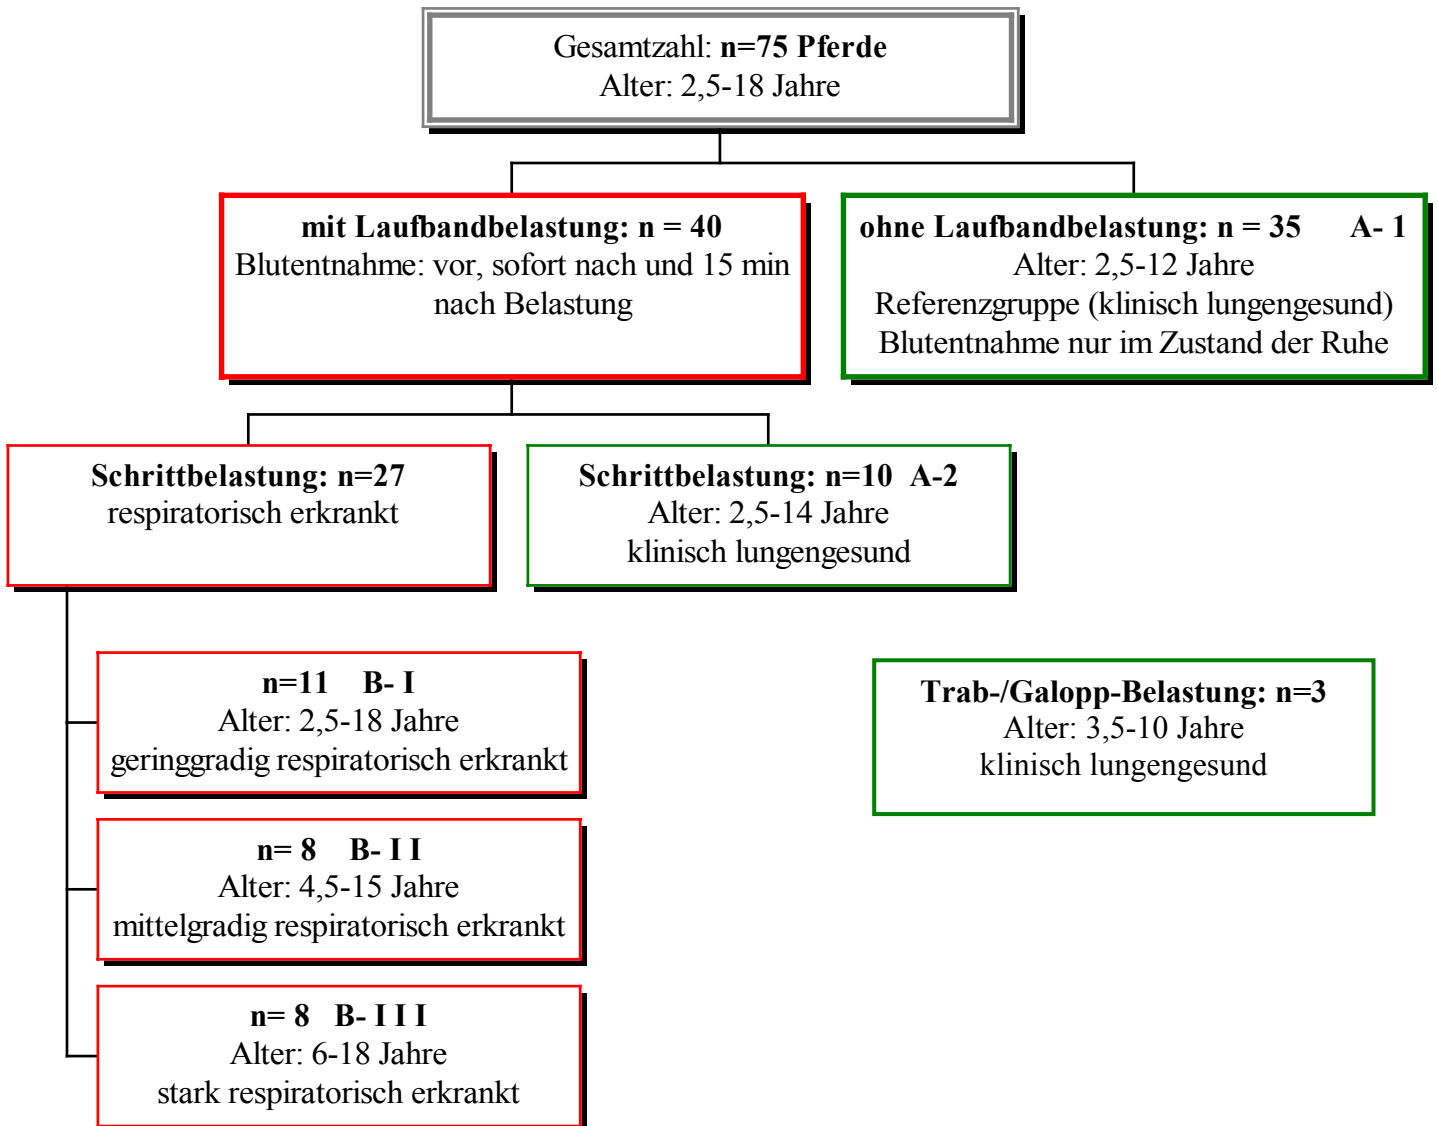 Gesamtzahl: n=75 Pferde
Alter: 2,5-18 Jahre
mit Laufbandbelastung: n = 40
Blutentnahme: vor, sofort nach und 15 min
nach Belastung
ohne Laufbandbelastung: n = 35 A- 1
Alter: 2,5-12 Jahre
Referenzgruppe (klinisch lungengesund)
Blutentnahme nur im Zustand der Ruhe
Schrittbelastung: n=27
respiratorisch erkrankt
Schrittbelastung: n=10 A-2
Alter: 2,5-14 Jahre
klinisch lungengesund
n=11 B- I
Alter: 2,5-18 Jahre
geringgradig respiratorisch erkrankt
Trab-/Galopp-Belastung: n=3
Alter: 3,5-10 Jahre
klinisch lungengesund
n= 8 B- I I
Alter: 4,5-15 Jahre
mittelgradig respiratorisch erkrankt
n= 8 B- I I I
Alter: 6-18 Jahre
stark respiratorisch erkrankt